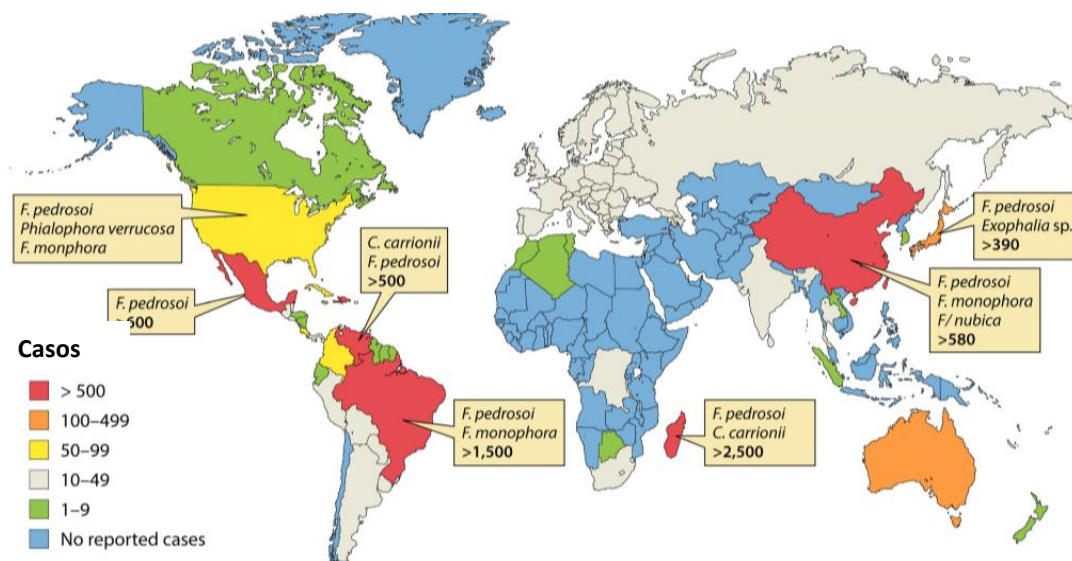 F. pedrosoi
Phialophora verrucosa
F. monphora
C. carrionii
F. pedrosoi
>500
F. pedrosoi
Exophalia sp.
>390
F. pedrosoi
F. monophora
F/ nubica
>580
F. pedrosoi
600
F. pedrosoi
F. monophora
>1,500
F. pedrosoi
C. carrionii
>2,500
Casos
> 500
100–499
50–99
10–49
1–9
No reported cases